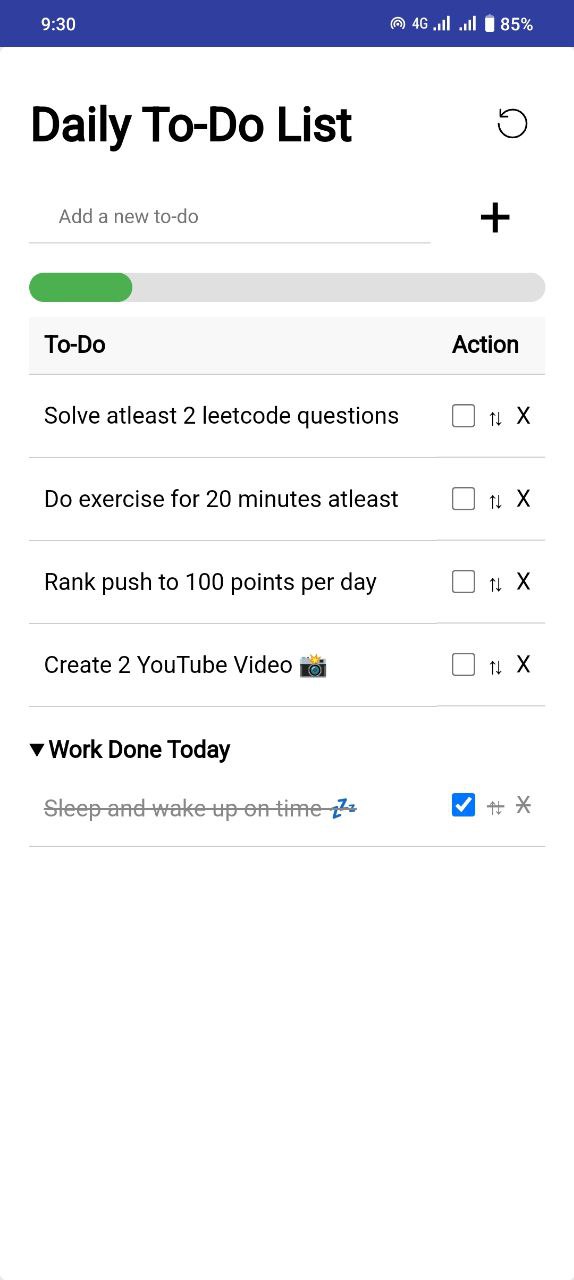 9:30 4G 85%
Daily To-Do List
Add a new to-do
To-Do Action
Solve atleast 2 leetcode questions X
Do exercise for 20 minutes atleast X
Rank push to 100 points per day X
Create 2 YouTube Video 📸 X
▼ Work Done Today
Sleep and wake up on time 💤 X